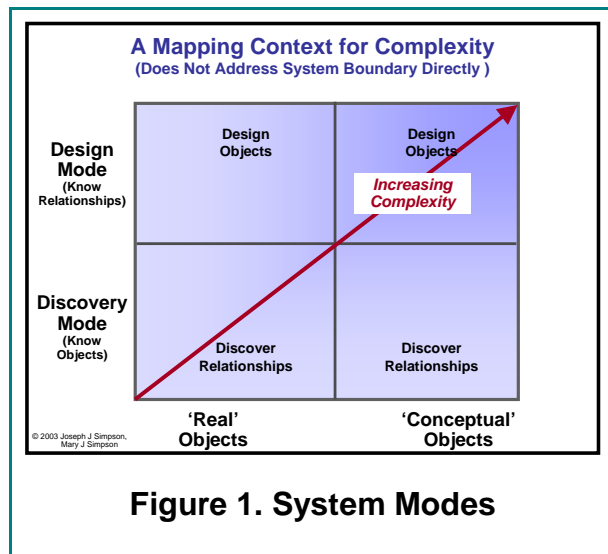 A Mapping Context for Complexity
(Does Not Address System Boundary Directly )
Design
Mode
(Know
Relationships)
Design
Objects
Design
Objects
Increasing
Complexity
Discovery
Mode
(Know
Objects)
Discover
Relationships
Discover
Relationships
‘Real’
Objects
‘Conceptual’
Objects
© 2003 Joseph J Simpson,
Mary J Simpson
Figure 1. System Modes